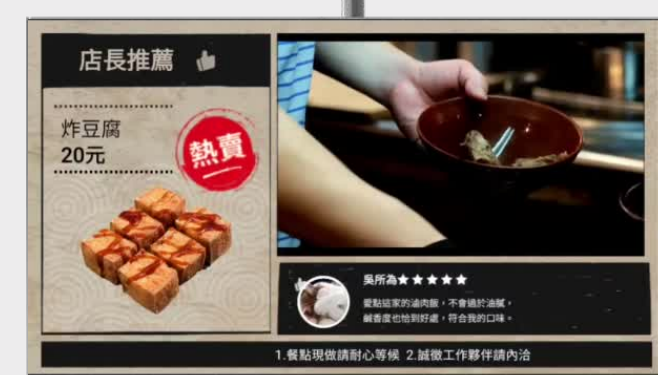 店長推薦
炸豆腐
20元
熱賣
吳所為★★★★★
愛點這家的滷肉飯，不會過於油膩，
鹹香度也恰到好處，符合我的口味。
1.餐點現做請耐心等候 2.誠徵工作夥伴請內洽